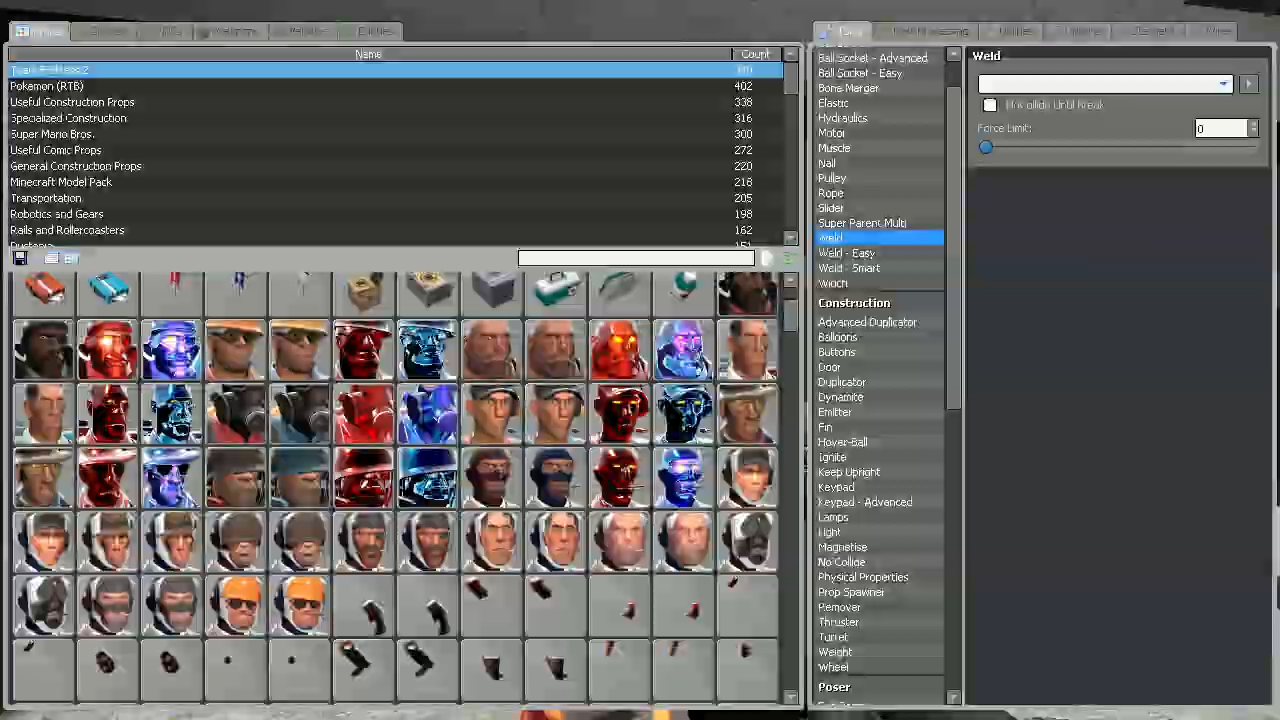 Name
Count
Pokemon (RTB)
402
Useful Construction Props
338
Specialized Construction
316
Super Mario Bros.
300
Useful Comic Props
272
General Construction Props
220
Minecraft Model Pack
218
Transportation
205
Robotics and Gears
198
Rails and Rollercoasters
162
151
Ball Socket - Advanced
Ball Socket - Easy
Bone Merger
Elastic
Hydraulics
Motor
Muscle
Nail
Pulley
Rope
Slider
Super Parent Multi
Weld
Weld - Easy
Weld - Smart
Winch
Construction
Advanced Duplicator
Balloons
Buttons
Door
Duplicator
Dynamite
Emitter
Fin
Hover-Ball
Ignite
Keep Upright
Keypad
Keypad - Advanced
Lamps
Light
Magnetise
No Collide
Physical Properties
Prop Spawner
Remover
Thruster
Turret
Weight
Wheel
Poser
Weld
No Collide Until Break
Force Limit:
0